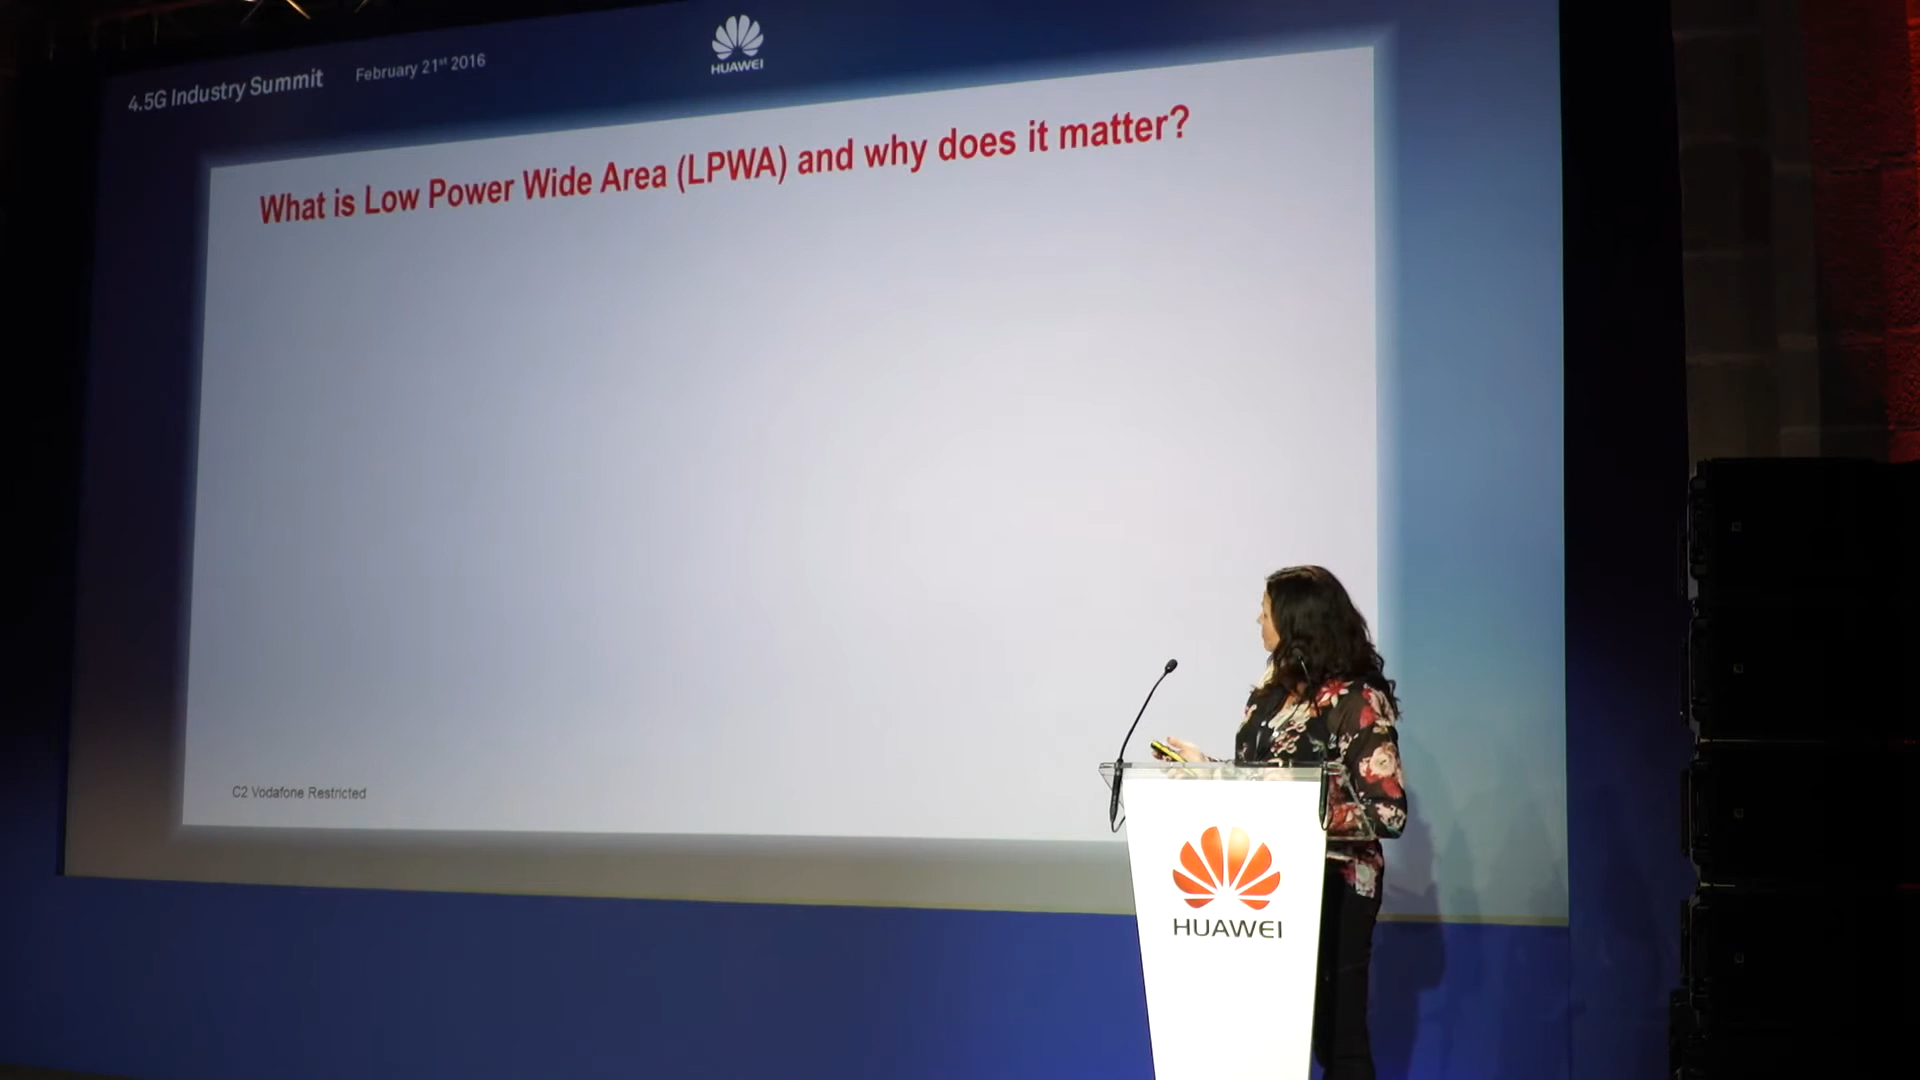 4.5G Industry Summit
February 21st 2016
HUAWEI
What is Low Power Wide Area (LPWA) and why does it matter?
C2 Vodafone Restricted
HUAWEI